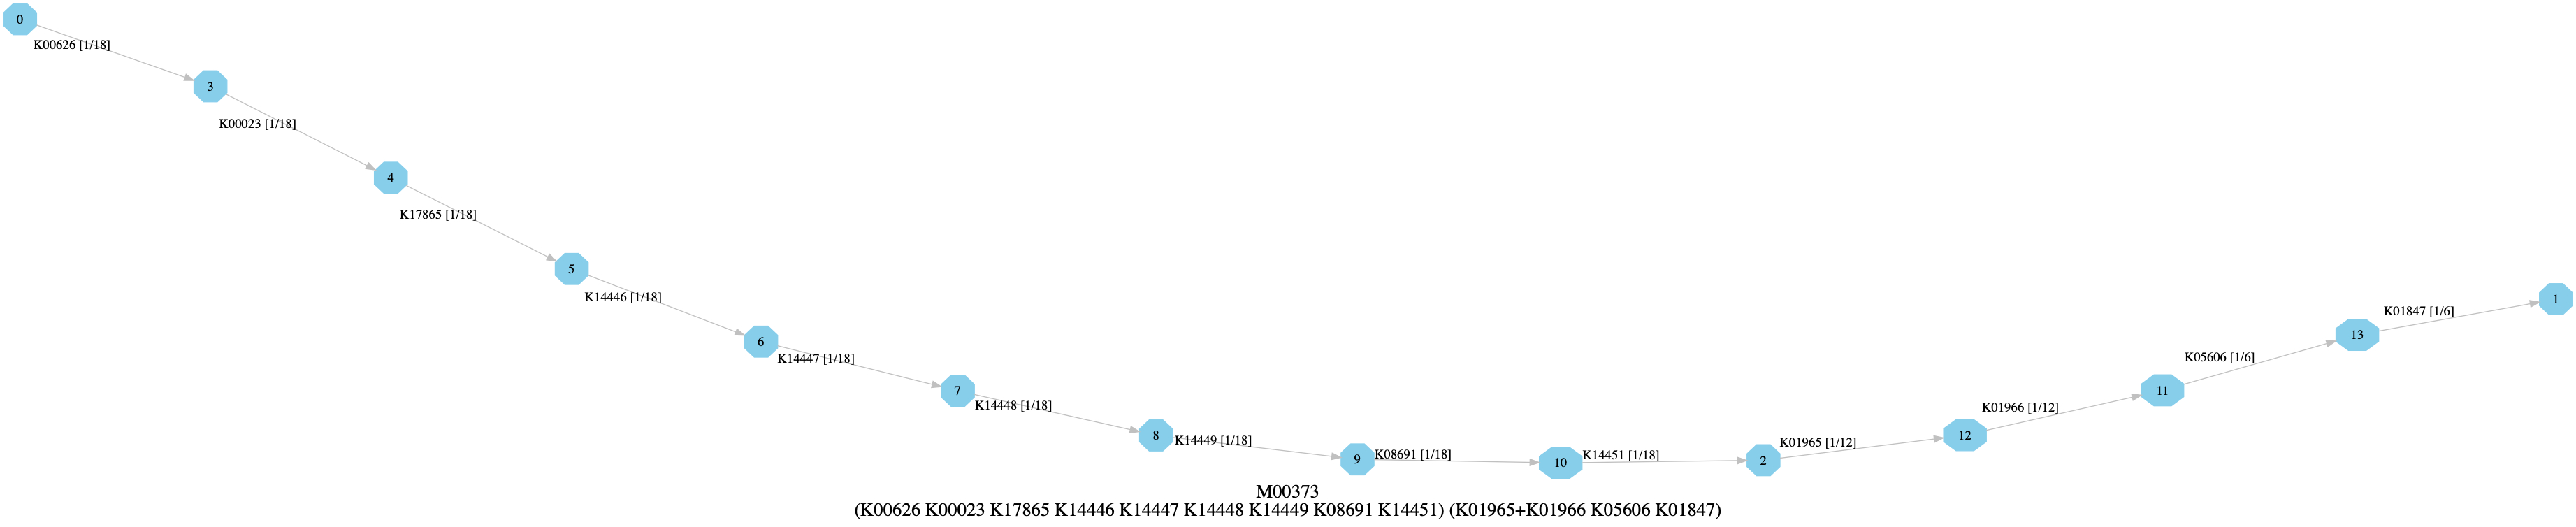 0
K00626 [1/18]
3
K00023 [1/18]
4
K17865 [1/18]
5
K14446 [1/18]
6
K14447 [1/18]
7
K14448 [1/18]
8
K14449 [1/18]
9
K08691 [1/18]
10
K14451 [1/18]
2
K01965 [1/12]
12
K01966 [1/12]
11
K05606 [1/6]
13
K01847 [1/6]
1
M00373
(K00626 K00023 K17865 K14446 K14447 K14448 K14449 K08691 K14451) (K01965+K01966 K05606 K01847)